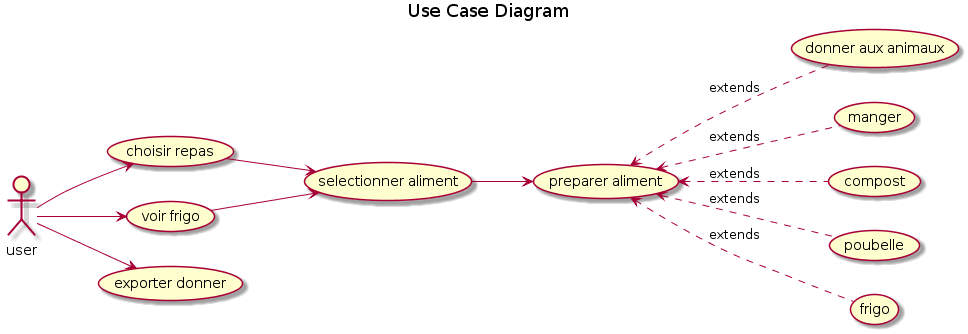 Use Case Diagram
donner aux animaux
extends
manger
extends
choisir repas
compost
extends
selectionner aliment
preparer aliment
extends
voir frigo
poubelle
extends
user
exporter donner
frigo